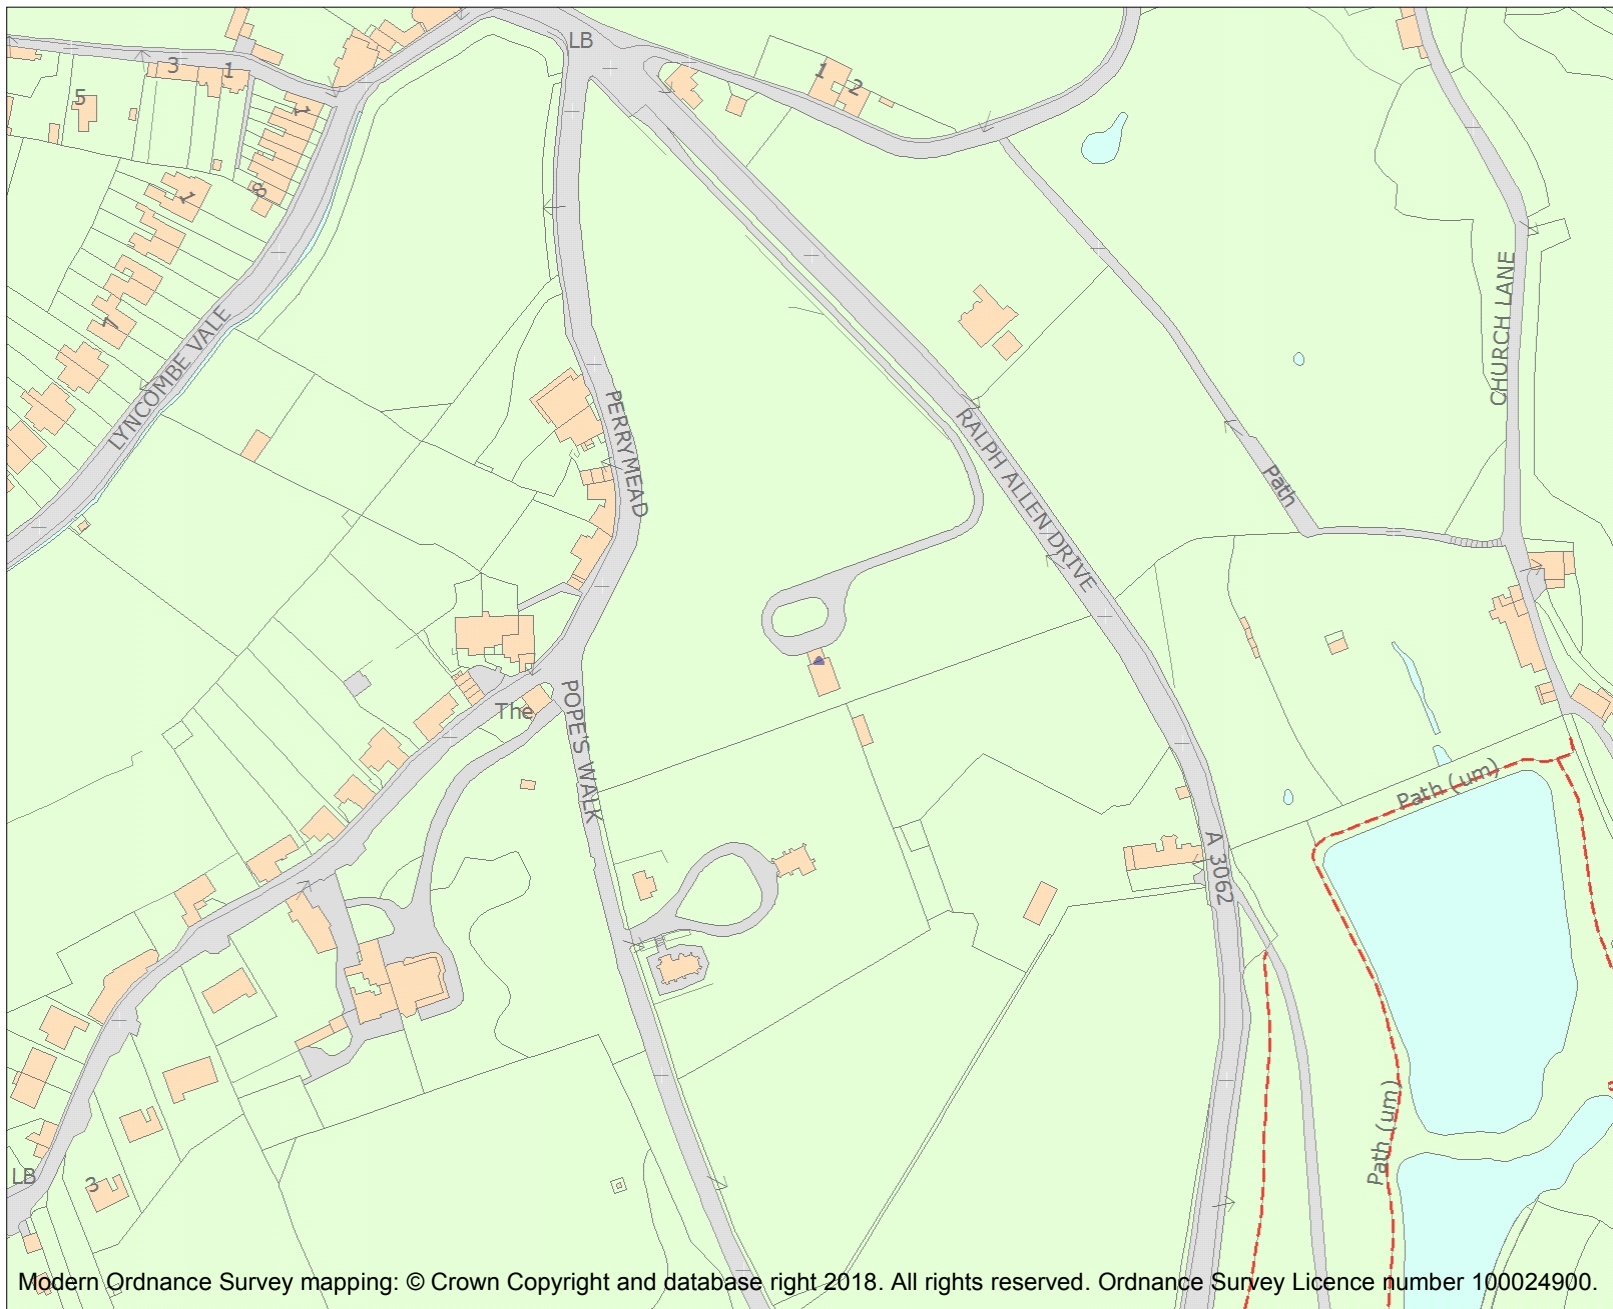 LB
3
1
1
2
5
1
8
1
7
LYNCOMBE VALE
PERRYMEAD
RALPH ALLEN DRIVE
CHURCH LANE
Path
The
POPE'S WALK
Path (um)
A 3062
Path (um)
LB
3
Modern Ordnance Survey mapping: © Crown Copyright and database right 2018. All rights reserved. Ordnance Survey Licence number 100024900.